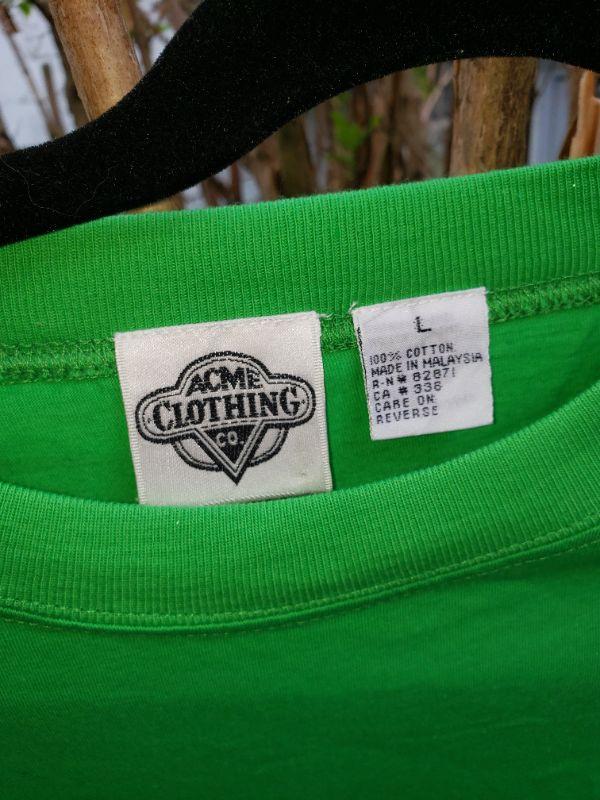 ACME
CLOTHING
CO.
L
100% COTTON
MADE IN MALAYSIA
R-N# 82871
CA # 336
CARE ON
REVERSE